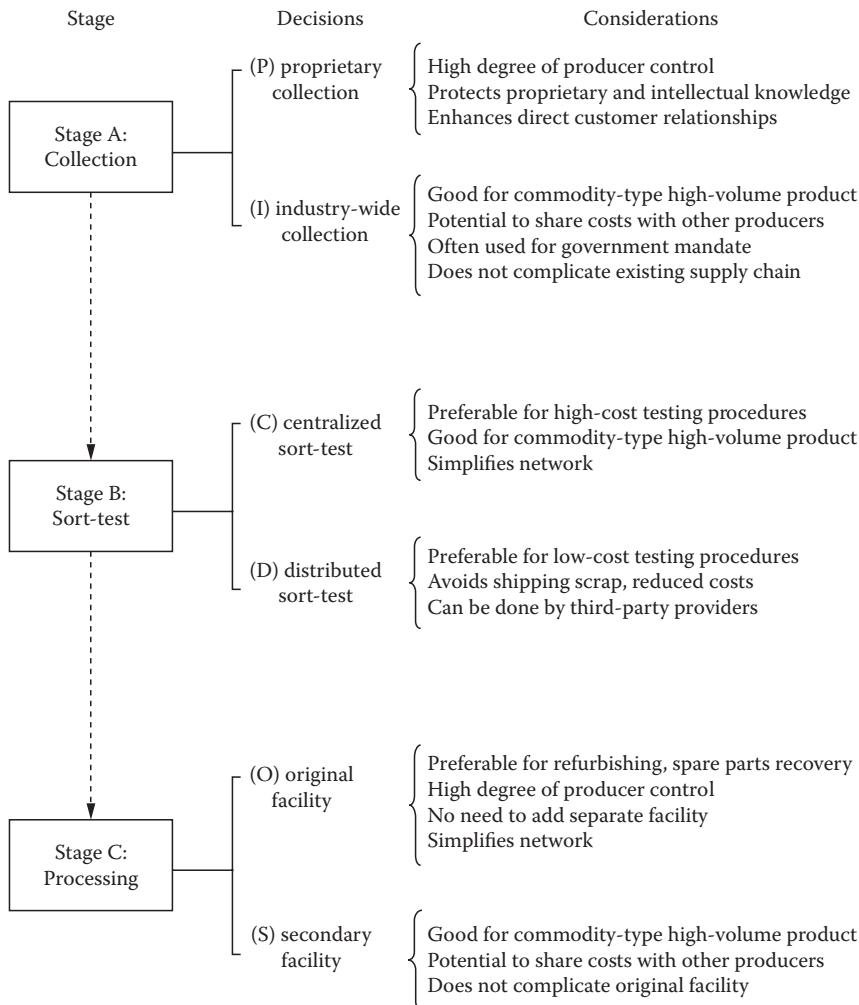 Stage
Decisions
Considerations
Stage A:
Collection
(P) proprietary
collection
High degree of producer control
Protects proprietary and intellectual knowledge
Enhances direct customer relationships
(I) industry-wide
collection
Good for commodity-type high-volume product
Potential to share costs with other producers
Often used for government mandate
Does not complicate existing supply chain
Stage B:
Sort-test
(C) centralized
sort-test
Preferable for high-cost testing procedures
Good for commodity-type high-volume product
Simplifies network
(D) distributed
sort-test
Preferable for low-cost testing procedures
Avoids shipping scrap, reduced costs
Can be done by third-party providers
Stage C:
Processing
(O) original
facility
Preferable for refurbishing, spare parts recovery
High degree of producer control
No need to add separate facility
Simplifies network
(S) secondary
facility
Good for commodity-type high-volume product
Potential to share costs with other producers
Does not complicate original facility